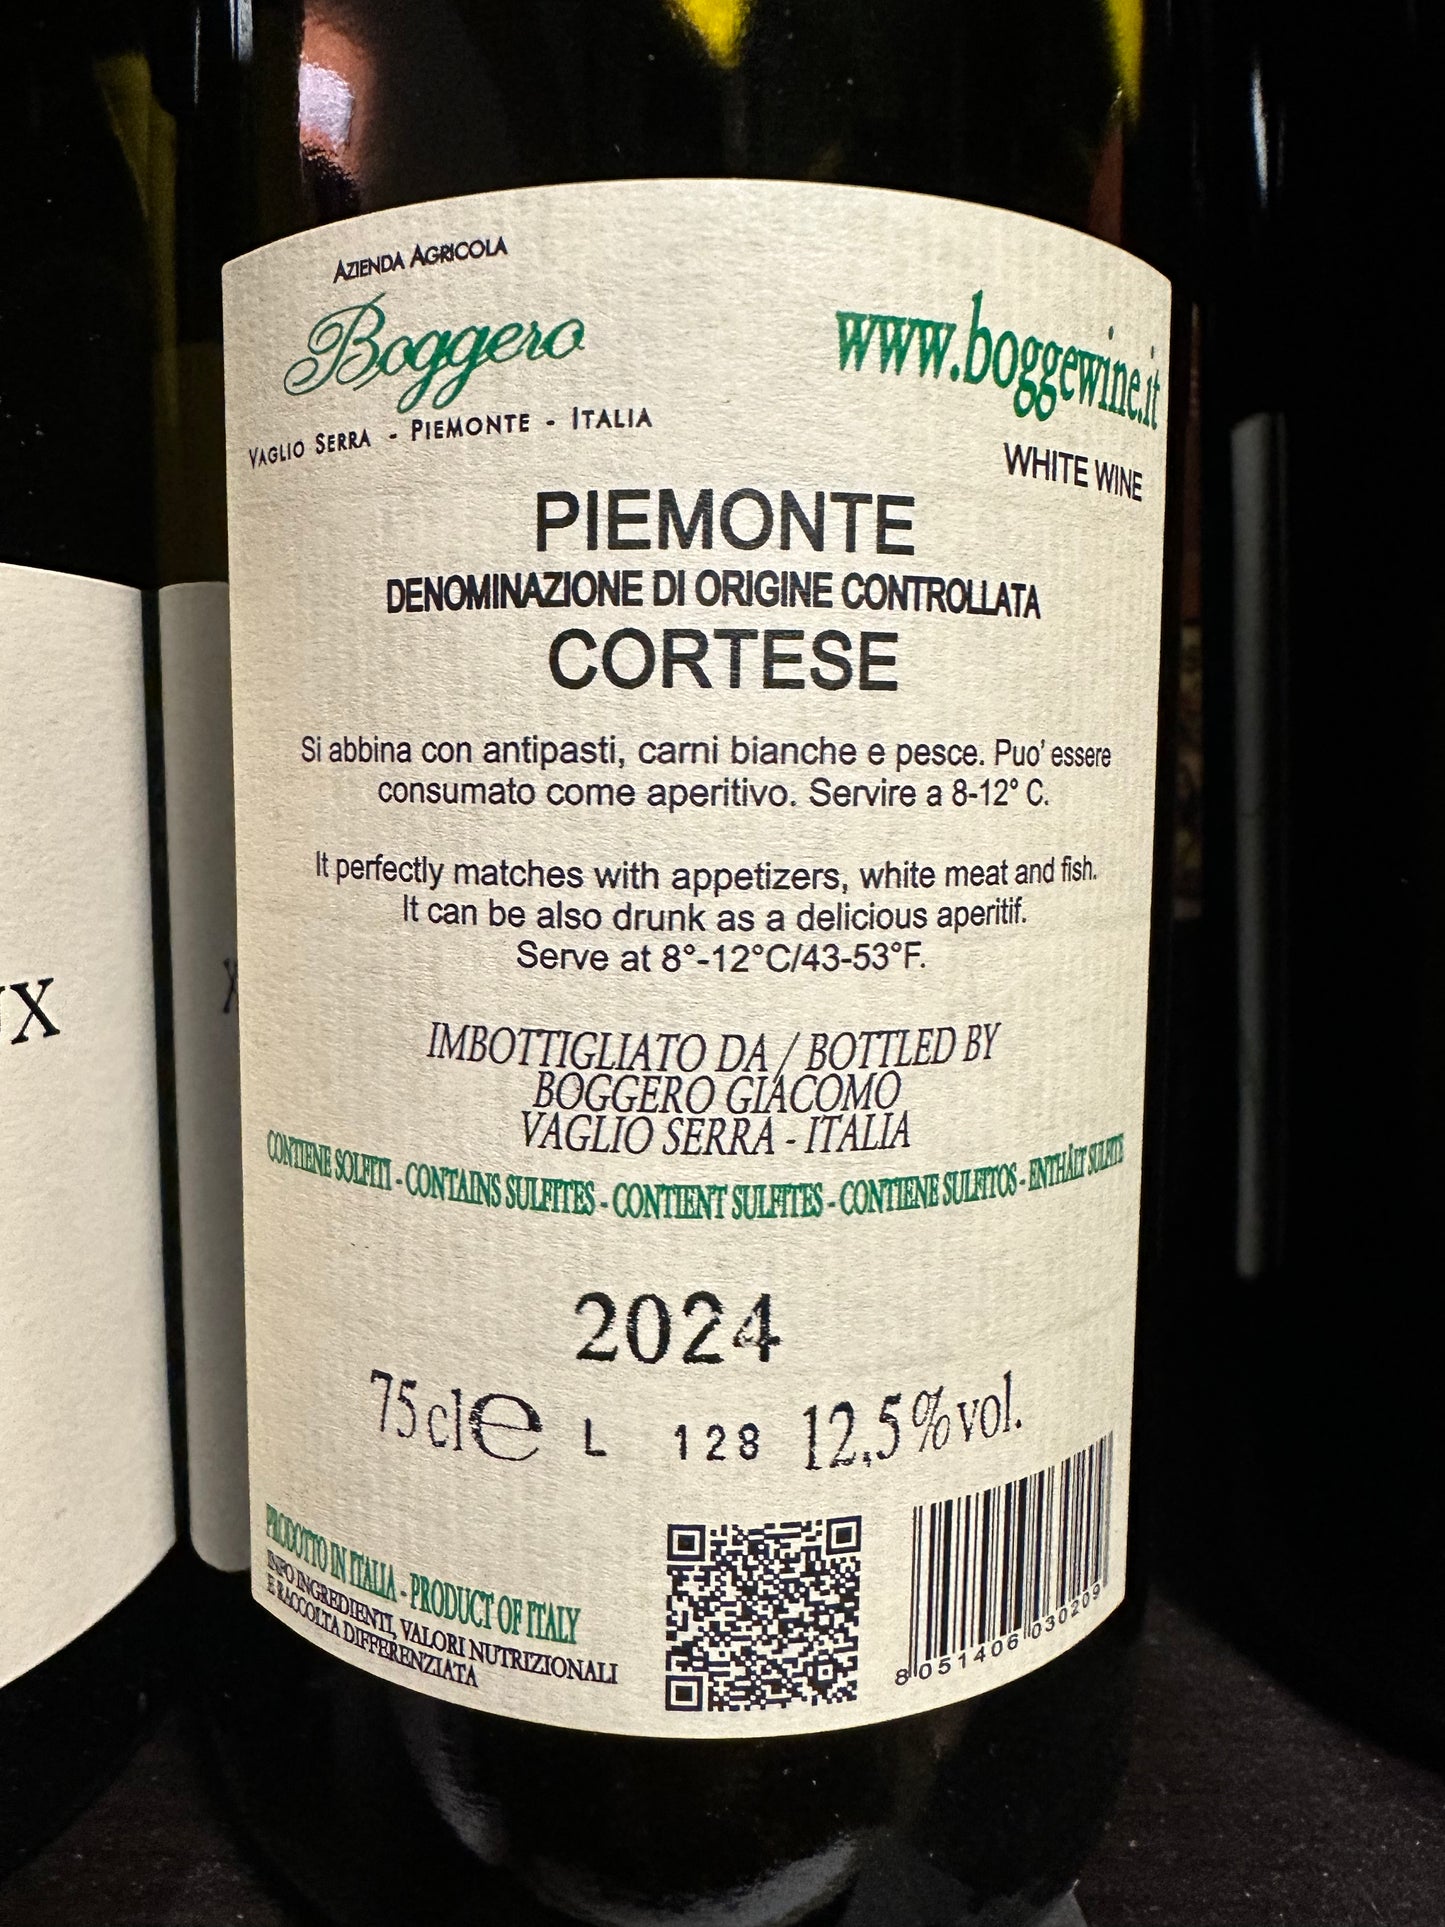 AZIENDA AGRICOLA
Boggero
VAGLIO SERRA - PIEMONTE - ITALIA
www.boggewine.it
WHITE WINE
PIEMONTE
DENOMINAZIONE DI ORIGINE CONTROLLATA
CORTESE
Si abbina con antipasti, carni bianche e pesce. Puo' essere
consumato come aperitivo. Servire a 8-12° C.
It perfectly matches with appetizers, white meat and fish.
It can be also drunk as a delicious aperitif.
Serve at 8°-12°C/43-53°F.
IMBOTTIGLIATO DA / BOTTLED BY
BOGGERO GIACOMO
VAGLIO SERRA - ITALIA
CONTIENE SOLFITI - CONTAINS SULFITES - CONTIENT SULFITES - CONTIENE SULFITOS - ENTHÄLT SULFITE
2024
75 cl e L 128 12,5% vol.
PRODOTTO IN ITALIA - PRODUCT OF ITALY
INFO INGREDIENTI, VALORI NUTRIZIONALI
E RACCOLTA DIFFERENZIATA
8051406030209